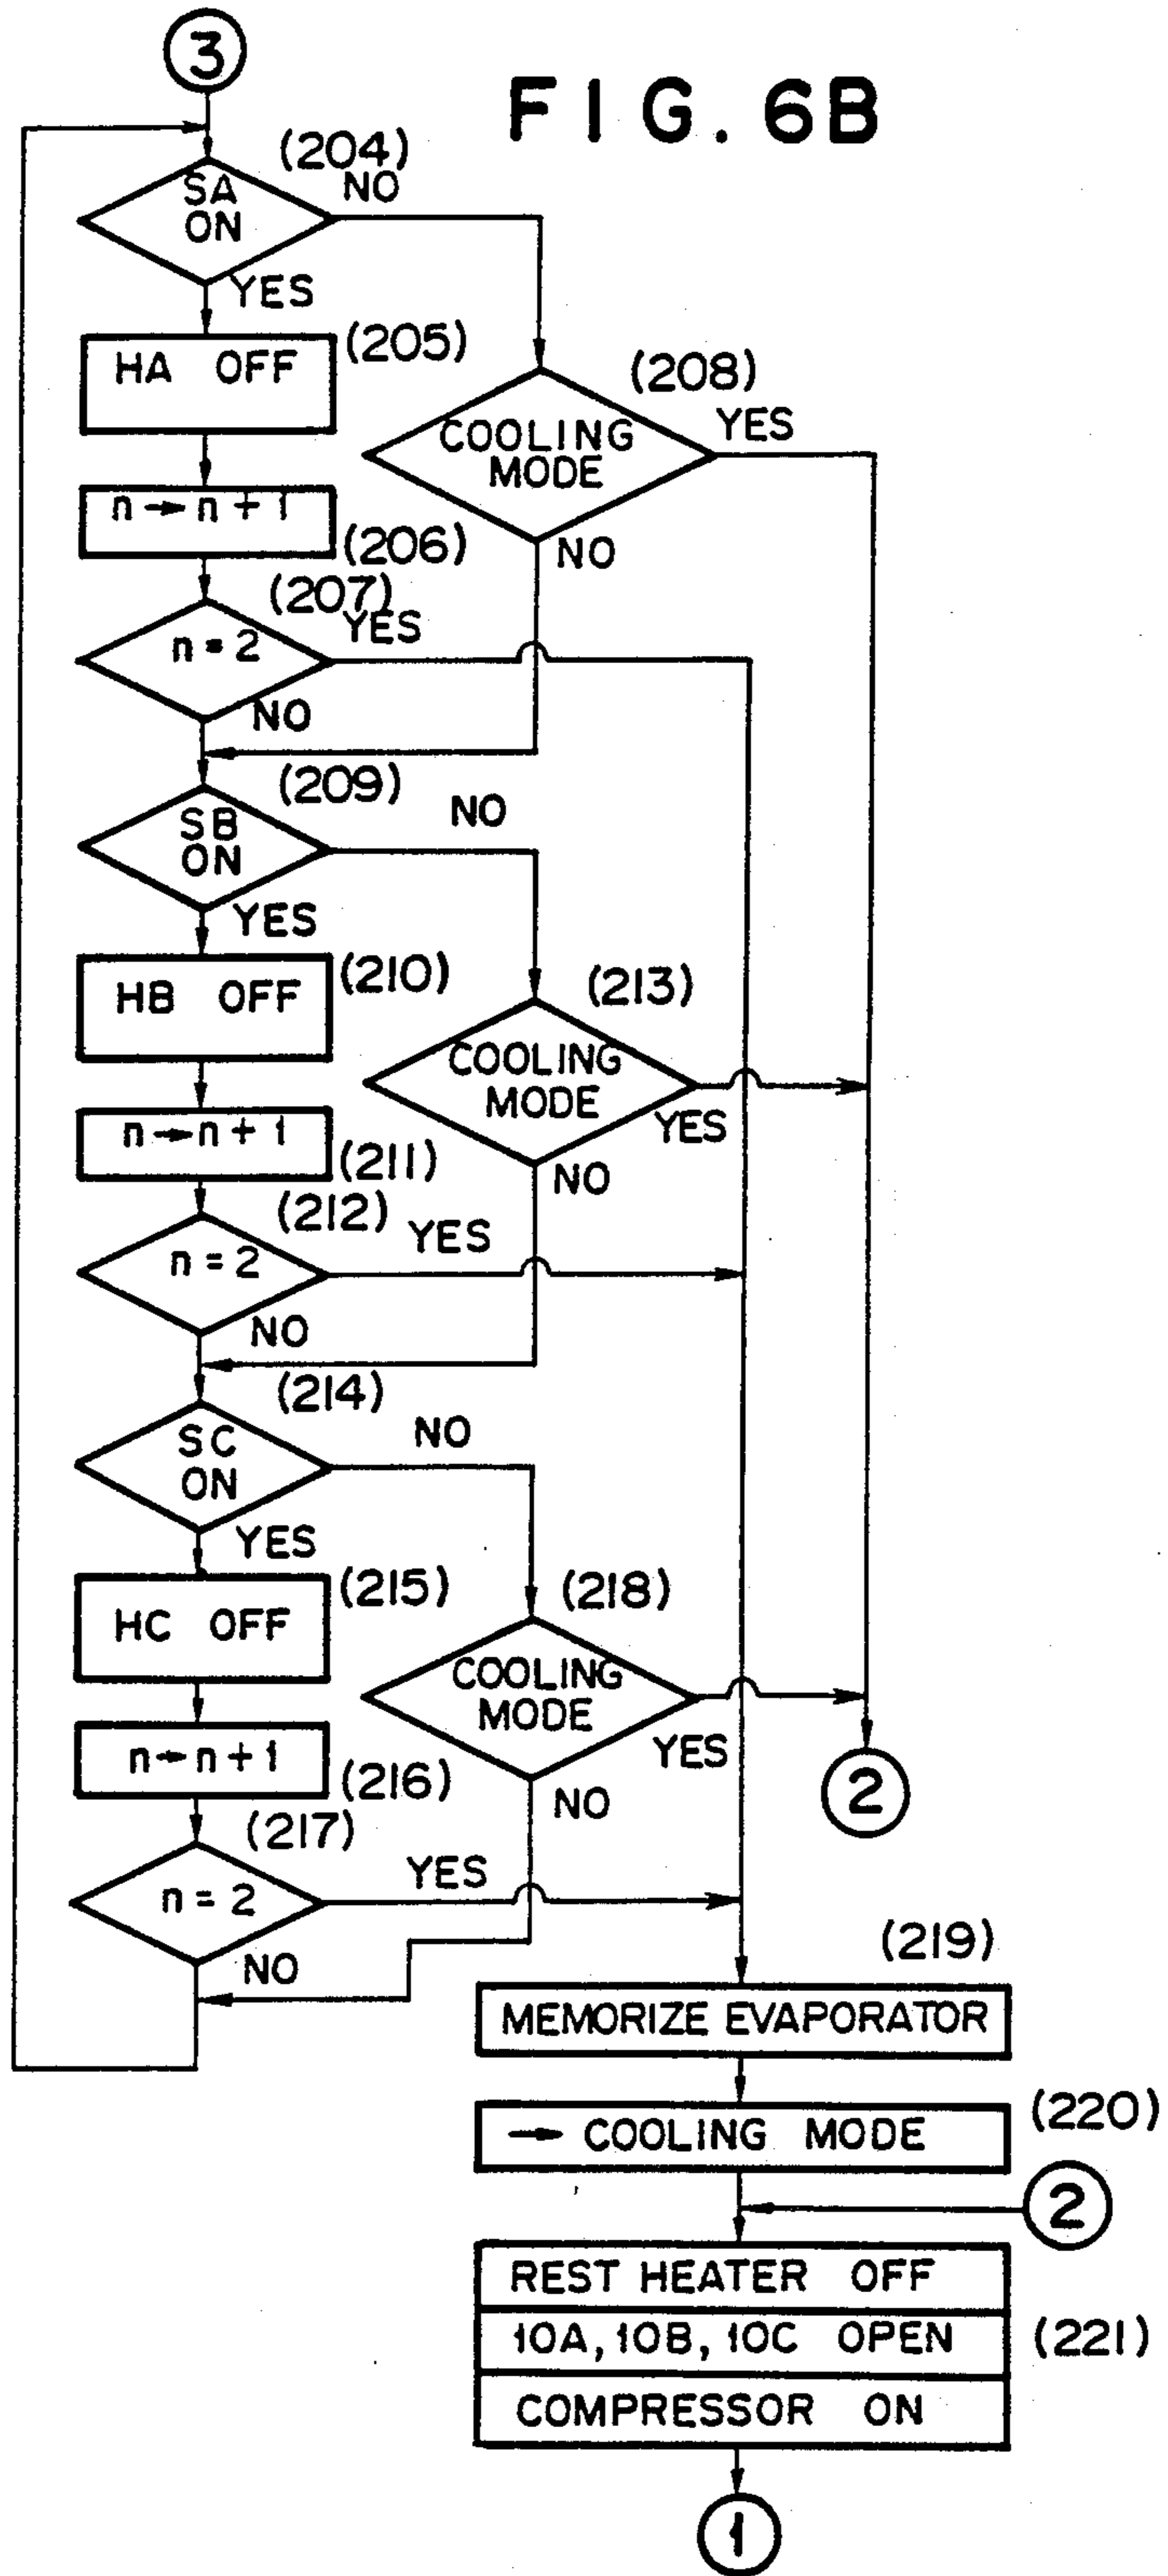 3
FIG. 6B
(204)
SA
ON
NO
YES
HA OFF
(205)
(208)
COOLING
MODE
YES
NO
n → n + 1
(206)
(207)
n = 2
YES
NO
(209)
SB
ON
NO
YES
HB OFF
(210)
(213)
COOLING
MODE
YES
NO
n → n + 1
(211)
(212)
n = 2
YES
NO
(214)
SC
ON
NO
YES
HC OFF
(215)
(218)
COOLING
MODE
YES
NO
2
n → n + 1
(216)
(217)
n = 2
YES
NO
(219)
MEMORIZE EVAPORATOR
→ COOLING MODE
(220)
2
REST HEATER OFF
10A, 10B, 10C OPEN
(221)
COMPRESSOR ON
1